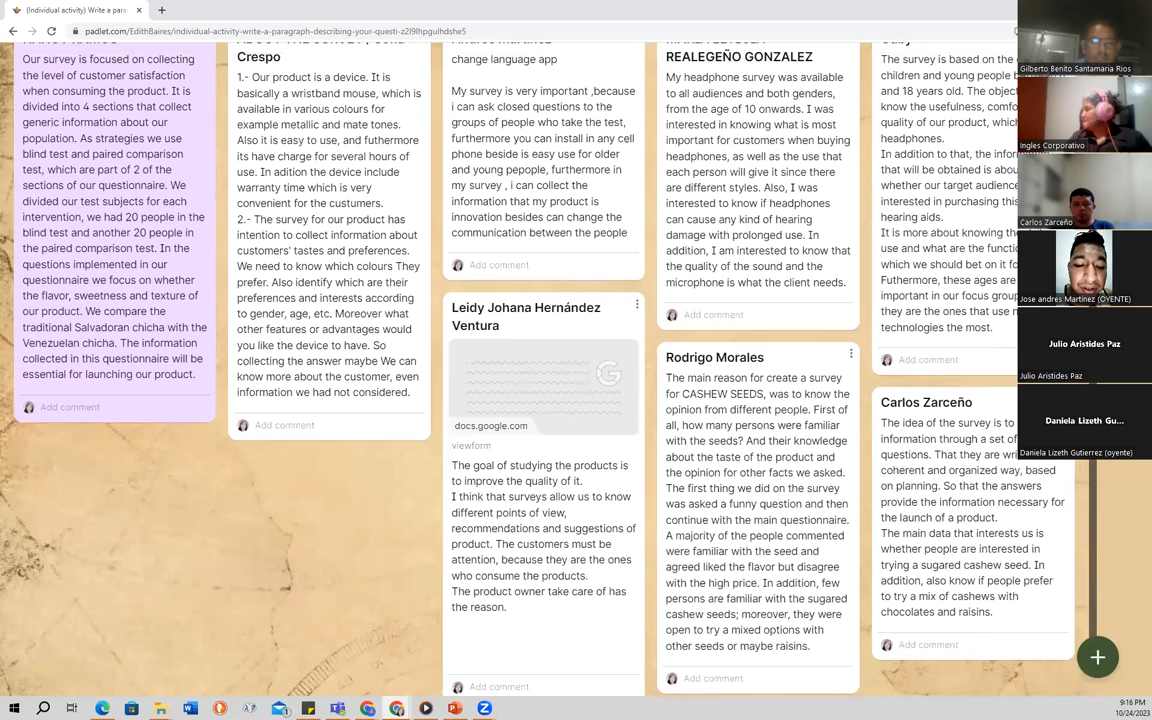 (Individual activity) Write a para
padlet.com/EdithBaires/individual-activity-write-a-paragraph-describing-your-questi-z2l9lhpgulhdshe5
Our survey is focused on collecting
the level of customer satisfaction
when consuming the product. It is
divided into 4 sections that collect
generic information about our
population. As strategies we use
blind test and paired comparison
test, which are part of 2 of the
sections of our questionnaire. We
divided our test subjects for each
intervention, we had 20 people in the
blind test and another 20 people in
the paired comparison test. In the
questions implemented in our
questionnaire we focus on whether
the flavor, sweetness and texture of
our product. We compare the
traditional Salvadoran chicha with the
Venezuelan chicha. The information
collected in this questionnaire will be
essential for launching our product.
Add comment
Crespo
1.- Our product is a device. It is
basically a wristband mouse, which is
available in various colours for
example metallic and mate tones.
Also it is easy to use, and futhermore
its have charge for several hours of
use. In adition the device include
warranty time which is very
convenient for the custumers.
2.- The survey for our product has
intention to collect information about
customers' tastes and preferences.
We need to know which colours They
prefer. Also identify which are their
preferences and interests according
to gender, age, etc. Moreover what
other features or advantages would
you like the device to have. So
collecting the answer maybe We can
know more about the customer, even
information we had not considered.
Add comment
change language app
My survey is very important ,because
i can ask closed questions to the
groups of people who take the test,
furthermore you can install in any cell
phone beside is easy use for older
and young pepople, furthermore in
my survey , i can collect the
information that my product is
innovation besides can change the
communication between the people
Add comment
Leidy Johana Hernández
Ventura
docs.google.com
viewform
The goal of studying the products is
to improve the quality of it.
I think that surveys allow us to know
different points of view,
recommendations and suggestions of
product. The customers must be
attention, because they are the ones
who consume the products.
The product owner take care of has
the reason.
Add comment
REALEGEÑO GONZALEZ
My headphone survey was available
to all audiences and both genders,
from the age of 10 onwards. I was
interested in knowing what is most
important for customers when buying
headphones, as well as the use that
each person will give it since there
are different styles. Also, I was
interested to know if headphones
can cause any kind of hearing
damage with prolonged use. In
addition, I am interested to know that
the quality of the sound and the
microphone is what the client needs.
Add comment
Rodrigo Morales
The main reason for create a survey
for CASHEW SEEDS, was to know the
opinion from different people. First of
all, how many persons were familiar
with the seeds? And their knowledge
about the taste of the product and
the opinion for other facts we asked.
The first thing we did on the survey
was asked a funny question and then
continue with the main questionnaire.
A majority of the people commented
were familiar with the seed and
agreed liked the flavor but disagree
with the high price. In addition, few
persons are familiar with the sugared
cashew seeds; moreover, they were
open to try a mixed options with
other seeds or maybe raisins.
Add comment
The survey is based on the
children and young people b
and 18 years old. The object
know the usefulness, comfo
quality of our product, which
headphones.
In addition to that, the infor
that will be obtained is abou
whether our target audience
interested in purchasing this
hearing aids.
It is more about knowing the
use and what are the functi
which we should bet on it fo
Futhermore, these ages are
important in our focus group
they are the ones that use n
technologies the most.
Add comment
Carlos Zarceño
The idea of the survey is to
information through a set of
questions. That they are wri
coherent and organized way, based
on planning. So that the answers
provide the information necessary for
the launch of a product.
The main data that interests us is
whether people are interested in
trying a sugared cashew seed. In
addition, also know if people prefer
to try a mix of cashews with
chocolates and raisins.
Add comment
Gilberto Benito Santamaria Rios
Ingles Corporativo
Carlos Zarceño
Jose andres Martinez (OYENTE)
Julio Aristides Paz
Julio Aristides Paz
Daniela Lizeth Gu...
Daniela Lizeth Gutierrez (oyente)
9:16 PM
10/24/2023